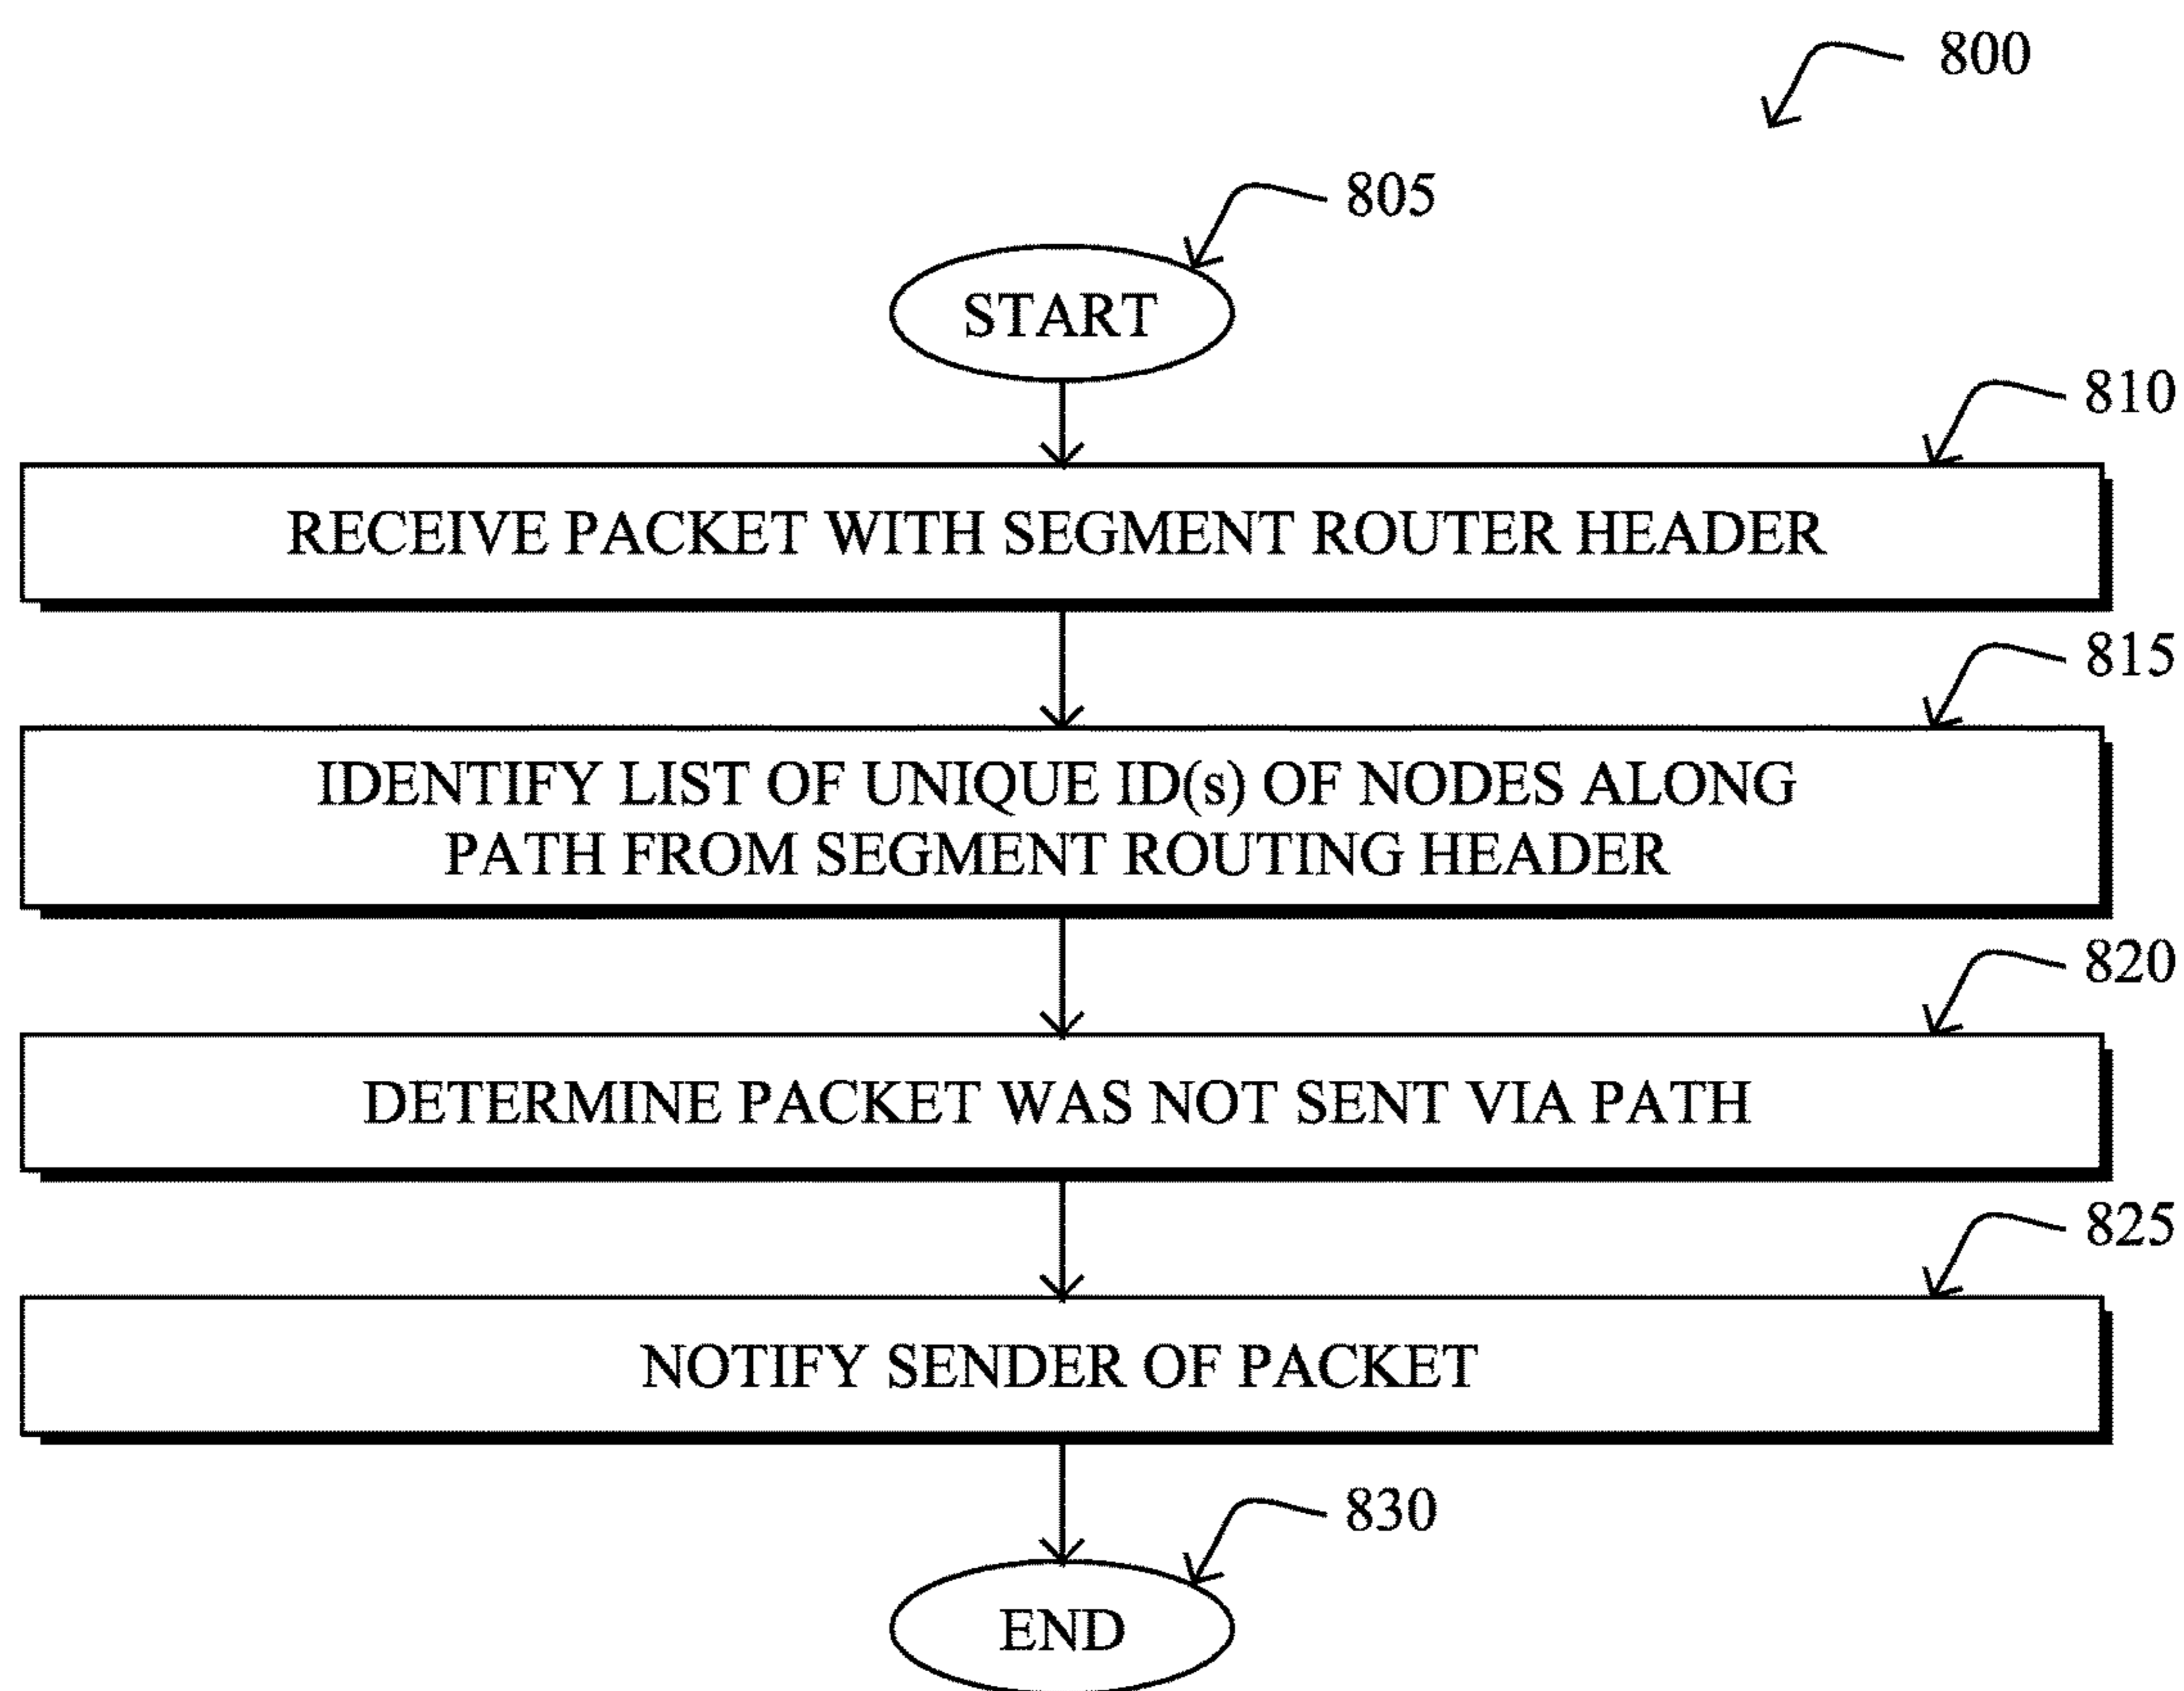 800
805
START
810
RECEIVE PACKET WITH SEGMENT ROUTER HEADER
815
IDENTIFY LIST OF UNIQUE ID(s) OF NODES ALONG
PATH FROM SEGMENT ROUTING HEADER
820
DETERMINE PACKET WAS NOT SENT VIA PATH
825
NOTIFY SENDER OF PACKET
830
END